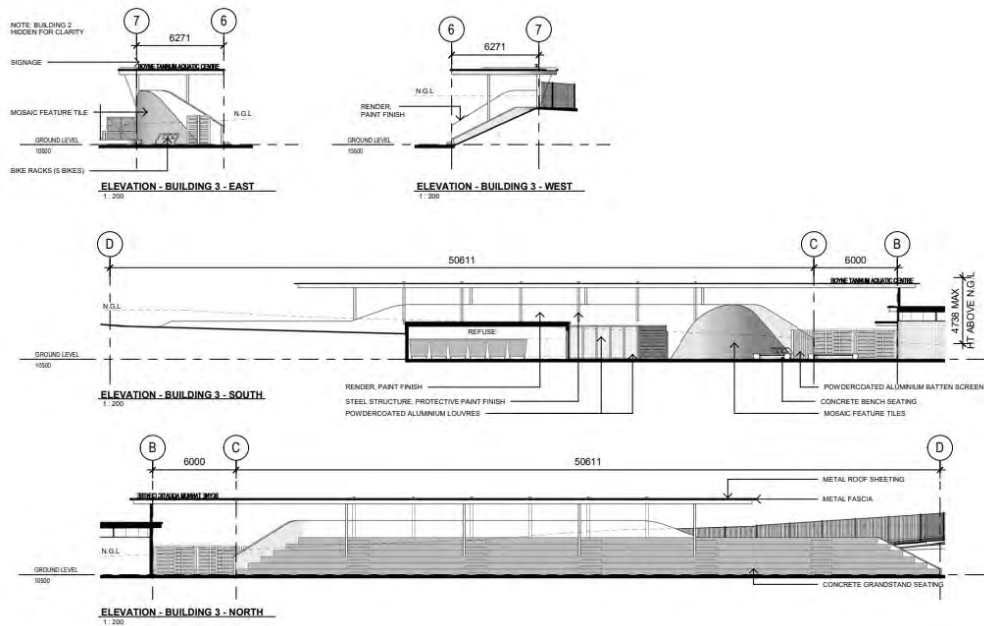 NOTE: BUILDING 2
HIDDEN FOR CLARITY
7
6
6271
SIGNAGE
BOYNE TANNUM AQUATIC CENTRE
MOSAIC FEATURE TILE
N.G.L
GROUND LEVEL
10500
BIKE RACKS (5 BIKES)
ELEVATION - BUILDING 3 - EAST
1 : 200
6
7
6271
N.G.L
RENDER,
PAINT FINISH
GROUND LEVEL
10500
ELEVATION - BUILDING 3 - WEST
1 : 200
D
C
B
50611
6000
BOYNE TANNUM AQUATIC CENTRE
N.G.L
4738 MAX
HT ABOVE N.G.L
REFUSE
GROUND LEVEL
10500
RENDER, PAINT FINISH
STEEL STRUCTURE, PROTECTIVE PAINT FINISH
POWDERCOATED ALUMINIUM LOUVRES
POWDERCOATED ALUMINIUM BATTEN SCREEN
CONCRETE BENCH SEATING
MOSAIC FEATURE TILES
ELEVATION - BUILDING 3 - SOUTH
1 : 200
B
C
D
6000
50611
BOYNE TANNUM AQUATIC CENTRE
METAL ROOF SHEETING
METAL FASCIA
N.G.L
GROUND LEVEL
10500
CONCRETE GRANDSTAND SEATING
ELEVATION - BUILDING 3 - NORTH
1 : 200